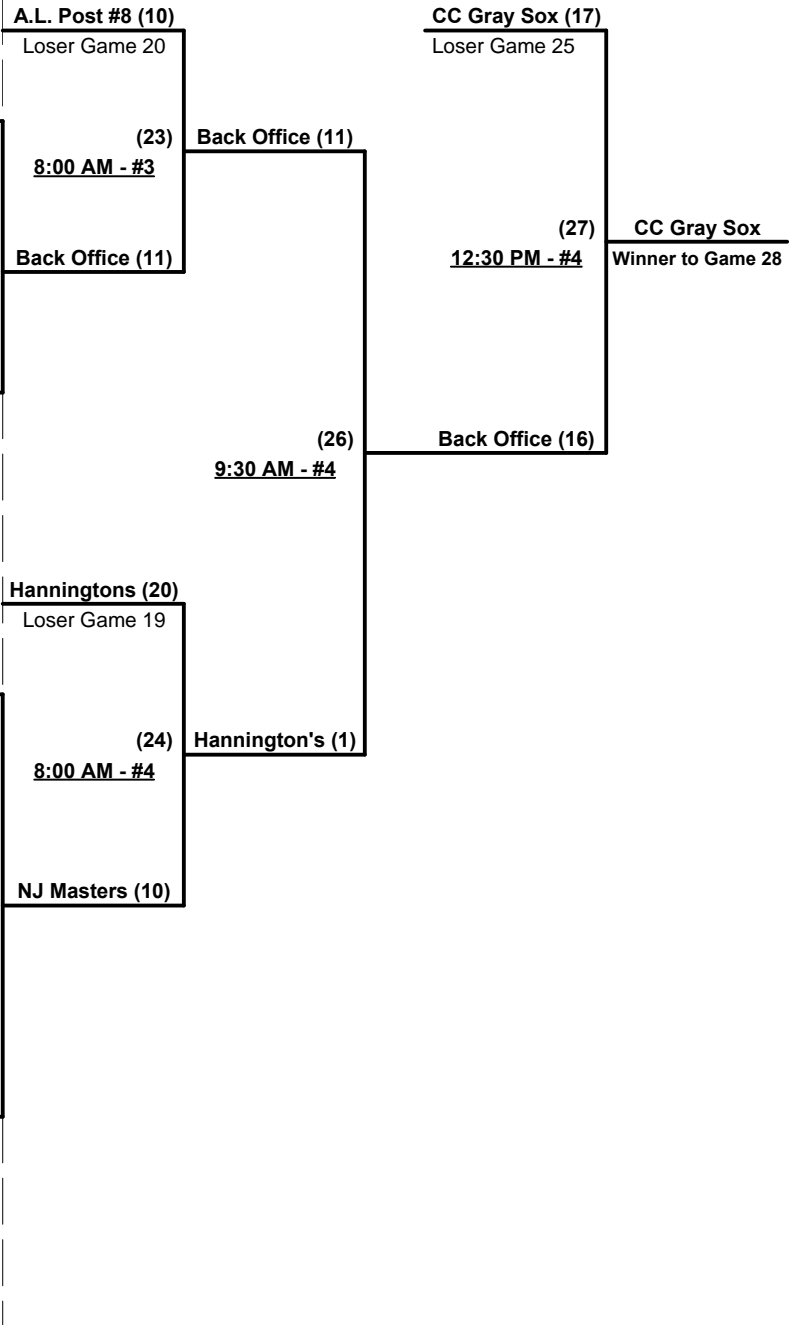 A.L. Post #8 (10)
Loser Game 20
(23)
8:00 AM - #3
Back Office (11)
Back Office (11)
CC Gray Sox (17)
Loser Game 25
(27)
12:30 PM - #4
CC Gray Sox
Winner to Game 28
(26)
9:30 AM - #4
Back Office (16)
Hanningtons (20)
Loser Game 19
(24)
8:00 AM - #4
Hannington's (1)
NJ Masters (10)